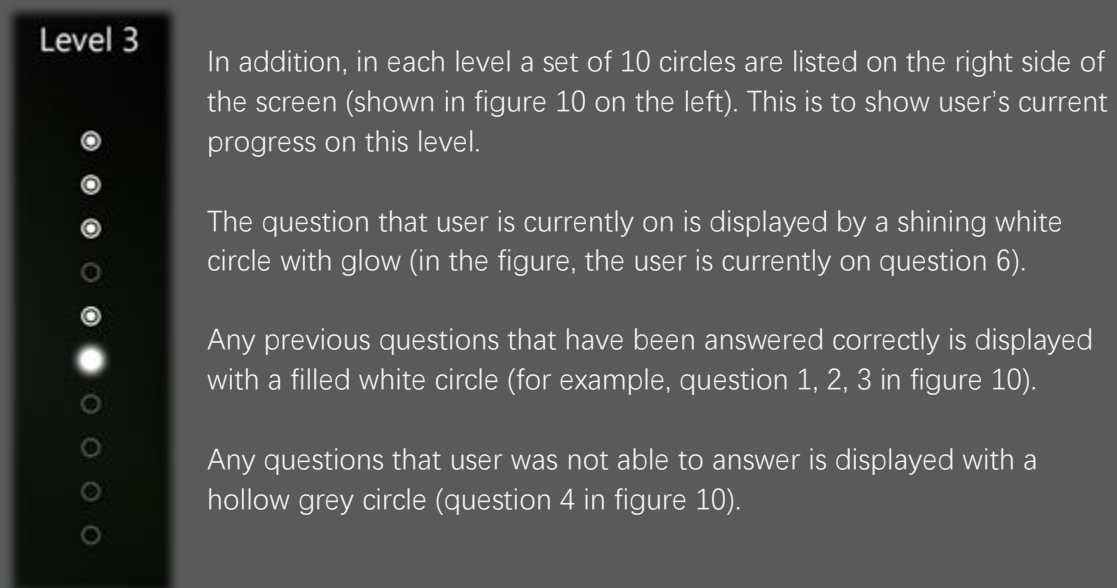 Level 3
In addition, in each level a set of 10 circles are listed on the right side of
the screen (shown in figure 10 on the left). This is to show user's current
progress on this level.
The question that user is currently on is displayed by a shining white
circle with glow (in the figure, the user is currently on question 6).
Any previous questions that have been answered correctly is displayed
with a filled white circle (for example, question 1, 2, 3 in figure 10).
Any questions that user was not able to answer is displayed with a
hollow grey circle (question 4 in figure 10).